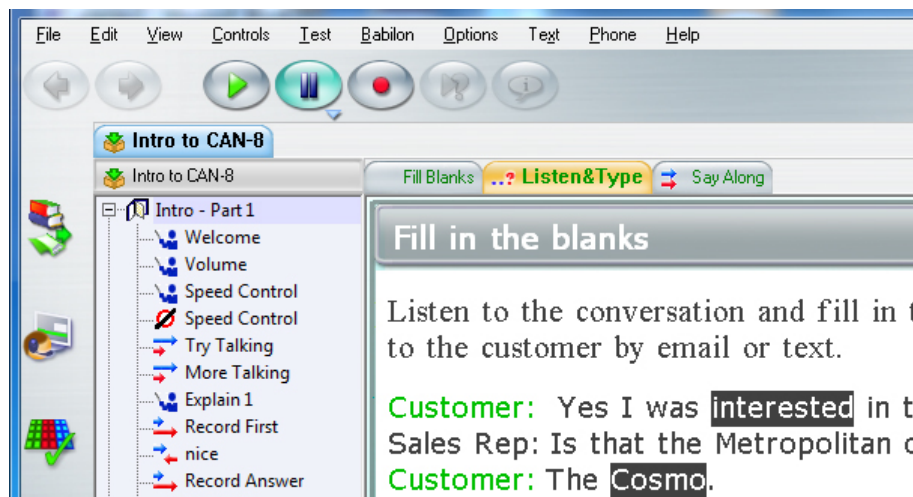 File Edit View Controls Test Babilon Options Text Phone Help
Intro to CAN-8
Intro to CAN-8
Fill Blanks ..? Listen&Type Say Along
Intro - Part 1
Welcome
Volume
Speed Control
Speed Control
Try Talking
More Talking
Explain 1
Record First
nice
Record Answer
Fill in the blanks
Listen to the conversation and fill in
to the customer by email or text.
Customer: Yes I was interested in
Sales Rep: Is that the Metropolitan
Customer: The Cosmo.